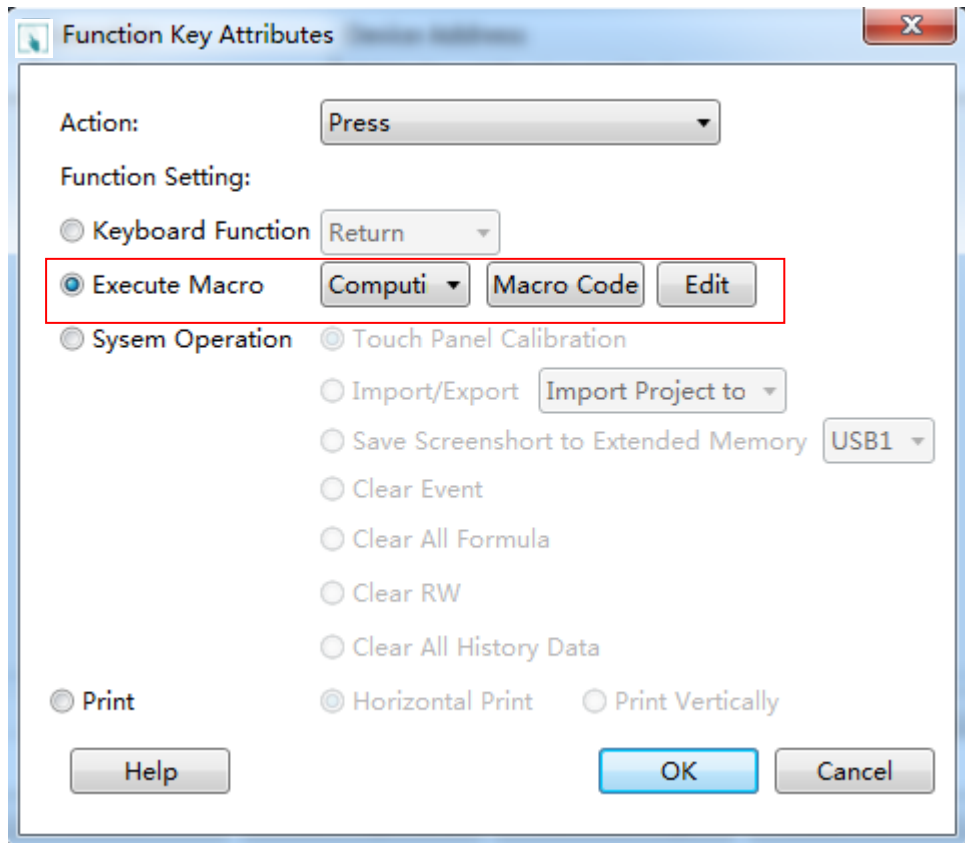 Function Key Attributes Device Address
Action: Press
Function Setting:
Keyboard Function Return
Execute Macro Computi Macro Code Edit
Sysem Operation Touch Panel Calibration
Import/Export Import Project to
Save Screenshort to Extended Memory USB1
Clear Event
Clear All Formula
Clear RW
Clear All History Data
Print Horizontal Print Print Vertically
Help OK Cancel